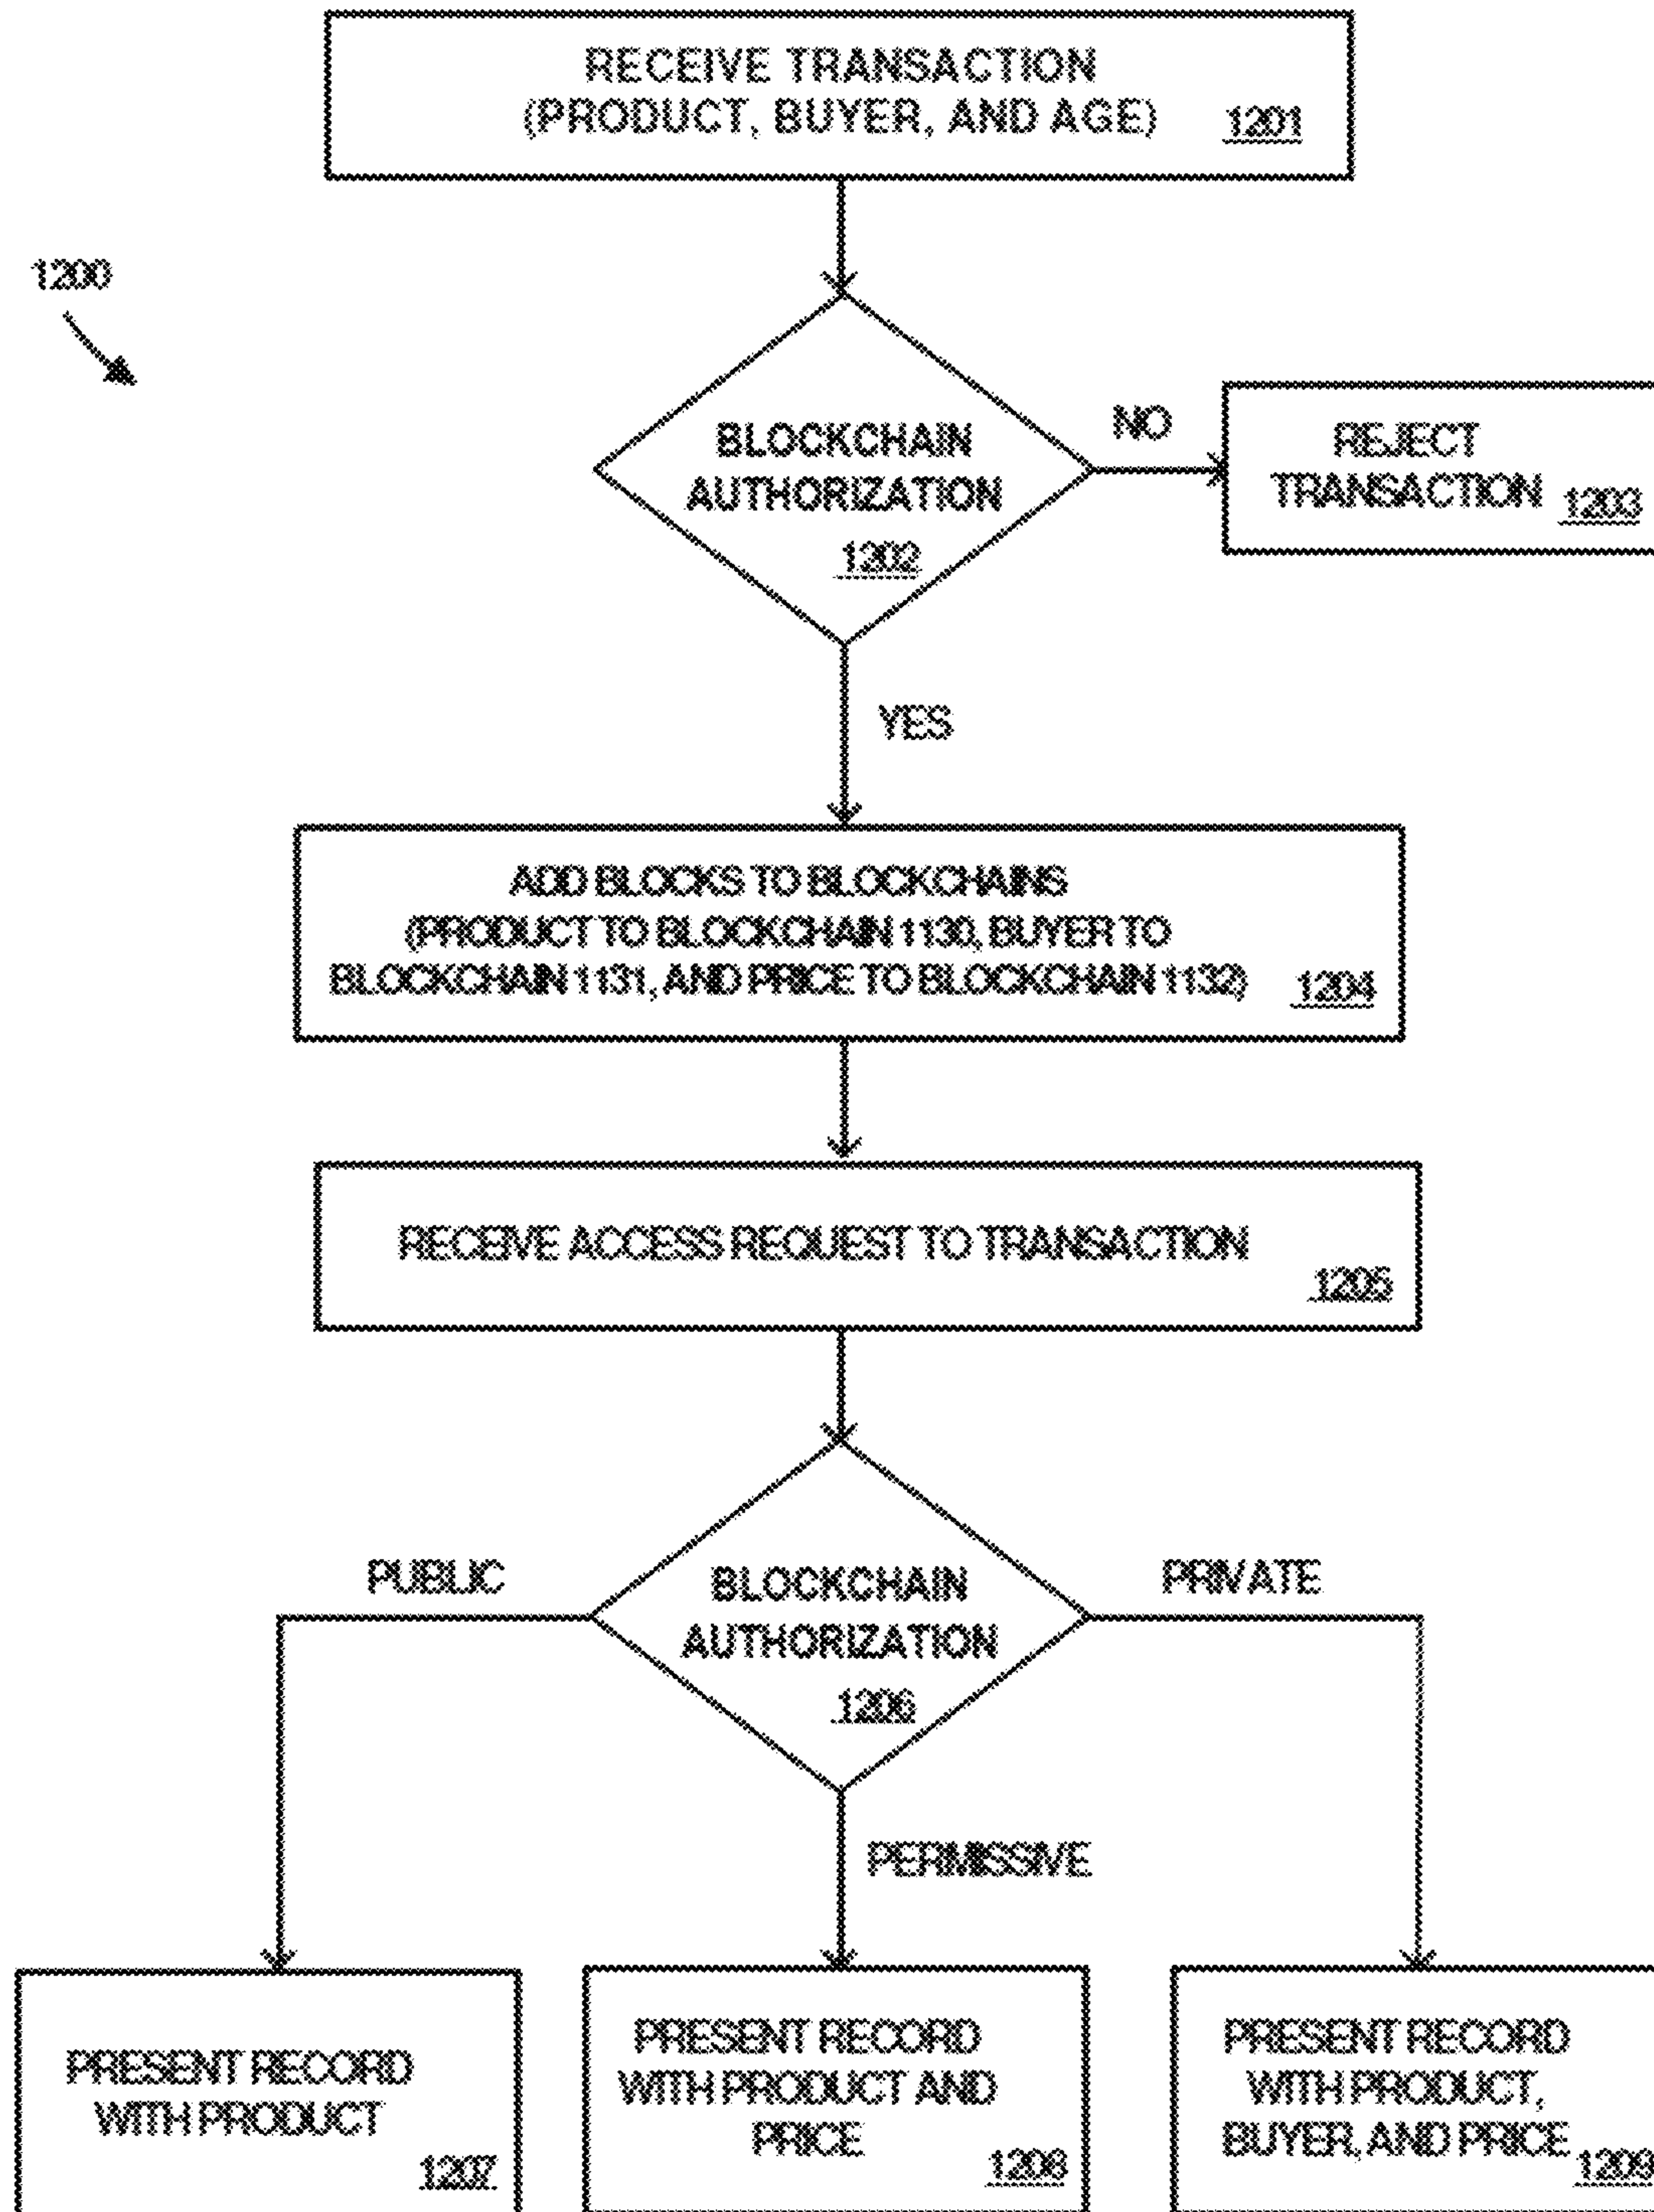 RECEIVE TRANSACTION
(PRODUCT, BUYER, AND AGE)
1201
1200
BLOCKCHAIN
AUTHORIZATION
1202
NO
REJECT
TRANSACTION
1203
YES
ADD BLOCKS TO BLOCKCHAINS
(PRODUCT TO BLOCKCHAIN 1130, BUYER TO
BLOCKCHAIN 1131, AND PRICE TO BLOCKCHAIN 1132)
1204
RECEIVE ACCESS REQUEST TO TRANSACTION
1205
PUBLIC
BLOCKCHAIN
AUTHORIZATION
1206
PRIVATE
PERMISSIVE
PRESENT RECORD
WITH PRODUCT
1207
PRESENT RECORD
WITH PRODUCT AND
PRICE
1208
PRESENT RECORD
WITH PRODUCT,
BUYER, AND PRICE
1209